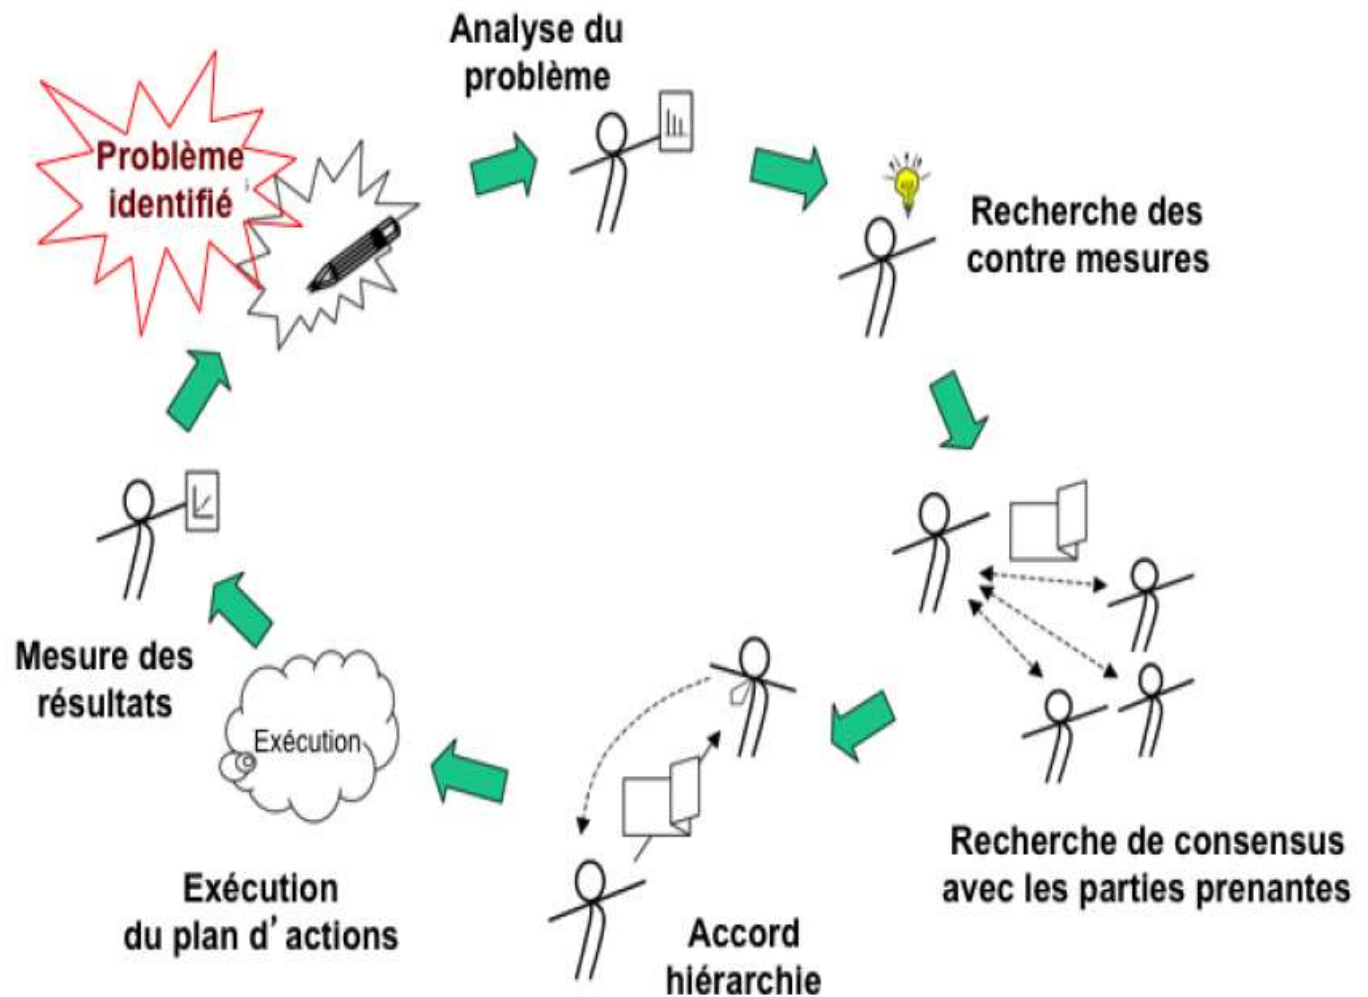 Problème
identifié
Analyse du
problème
Recherche des
contre mesures
Recherche de consensus
avec les parties prenantes
Accord
hiérarchie
Exécution
Exécution
du plan d’actions
Mesure des
résultats